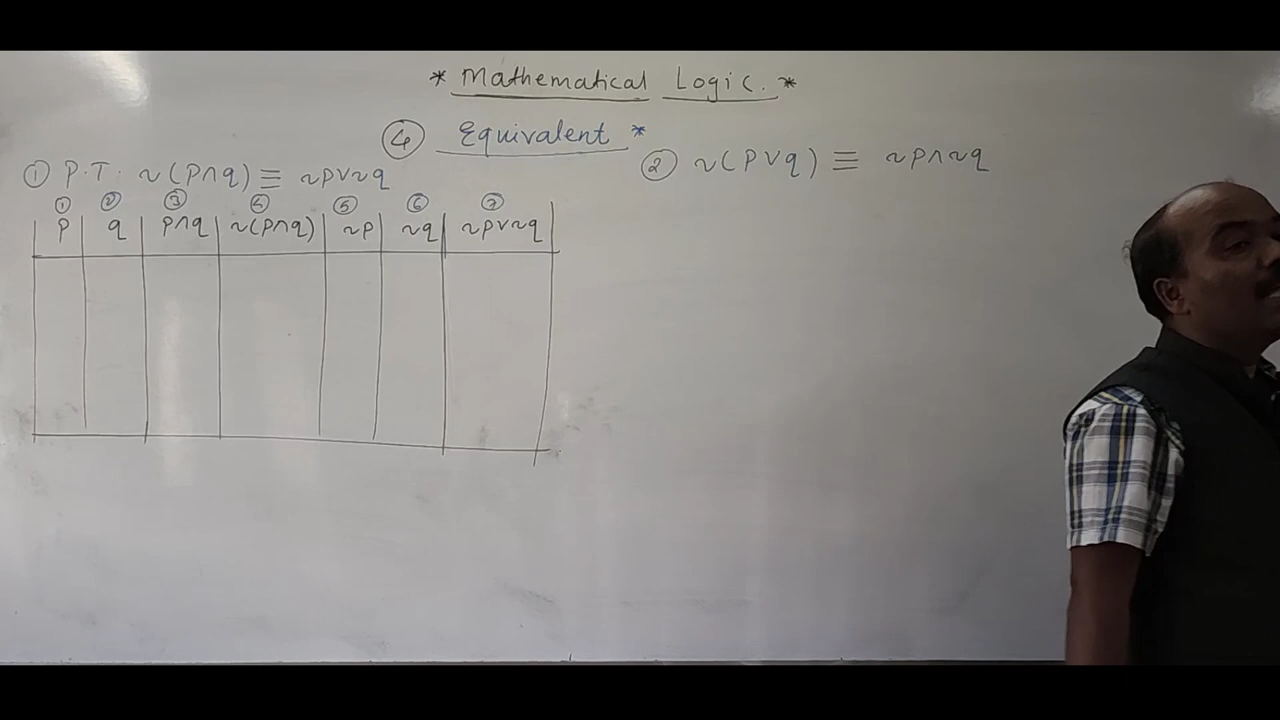 * Mathematical Logic. *
④ Equivalent *
① P.T. ~(p∧q) ≡ ~p∨~q
② ~(p∨q) ≡ ~p∧~q
① ② ③ ④ ⑤ ⑥ ⑦
p q p∧q ~(p∧q) ~p ~q ~p∨~q